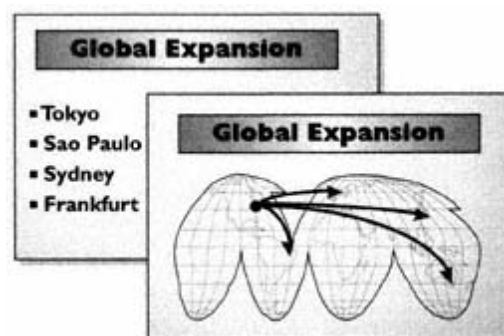 Global Expansion
▪ Tokyo
▪ Sao Paulo
▪ Sydney
▪ Frankfurt
Global Expansion